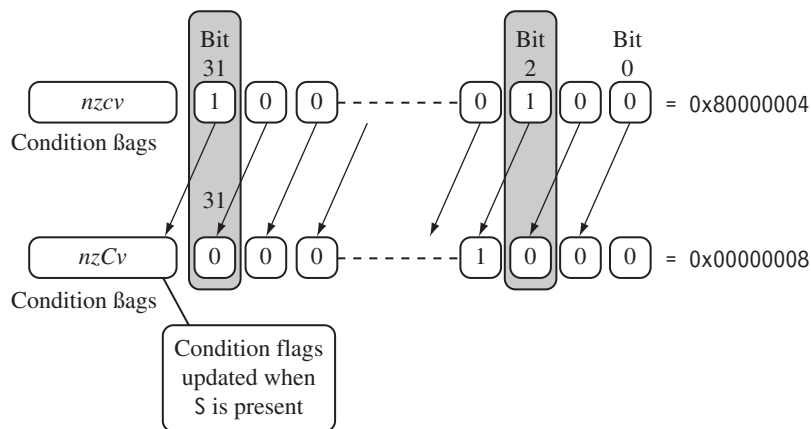 Bit Bit Bit
31 2 0
nzcv 1 0 0 0 1 0 0 = 0x80000004
Condition ßags
31
nzCv 0 0 0 1 0 0 0 = 0x00000008
Condition ßags
Condition flags
updated when
S is present